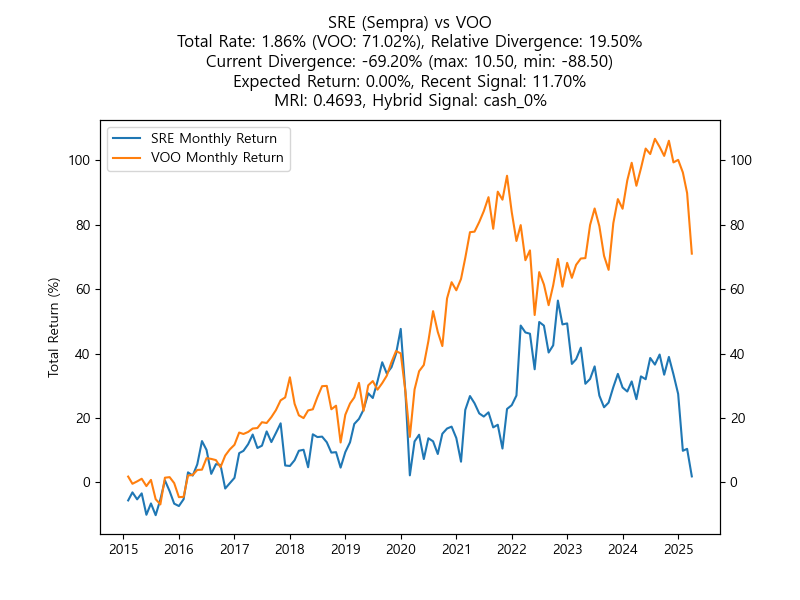 SRE (Sempra) vs VOO
Total Rate: 1.86% (VOO: 71.02%), Relative Divergence: 19.50%
Current Divergence: -69.20% (max: 10.50, min: -88.50)
Expected Return: 0.00%, Recent Signal: 11.70%
MRI: 0.4693, Hybrid Signal: cash_0%
SRE Monthly Return
VOO Monthly Return
Total Return (%)
100
80
60
40
20
0
100
80
60
40
20
0
2015 2016 2017 2018 2019 2020 2021 2022 2023 2024 2025